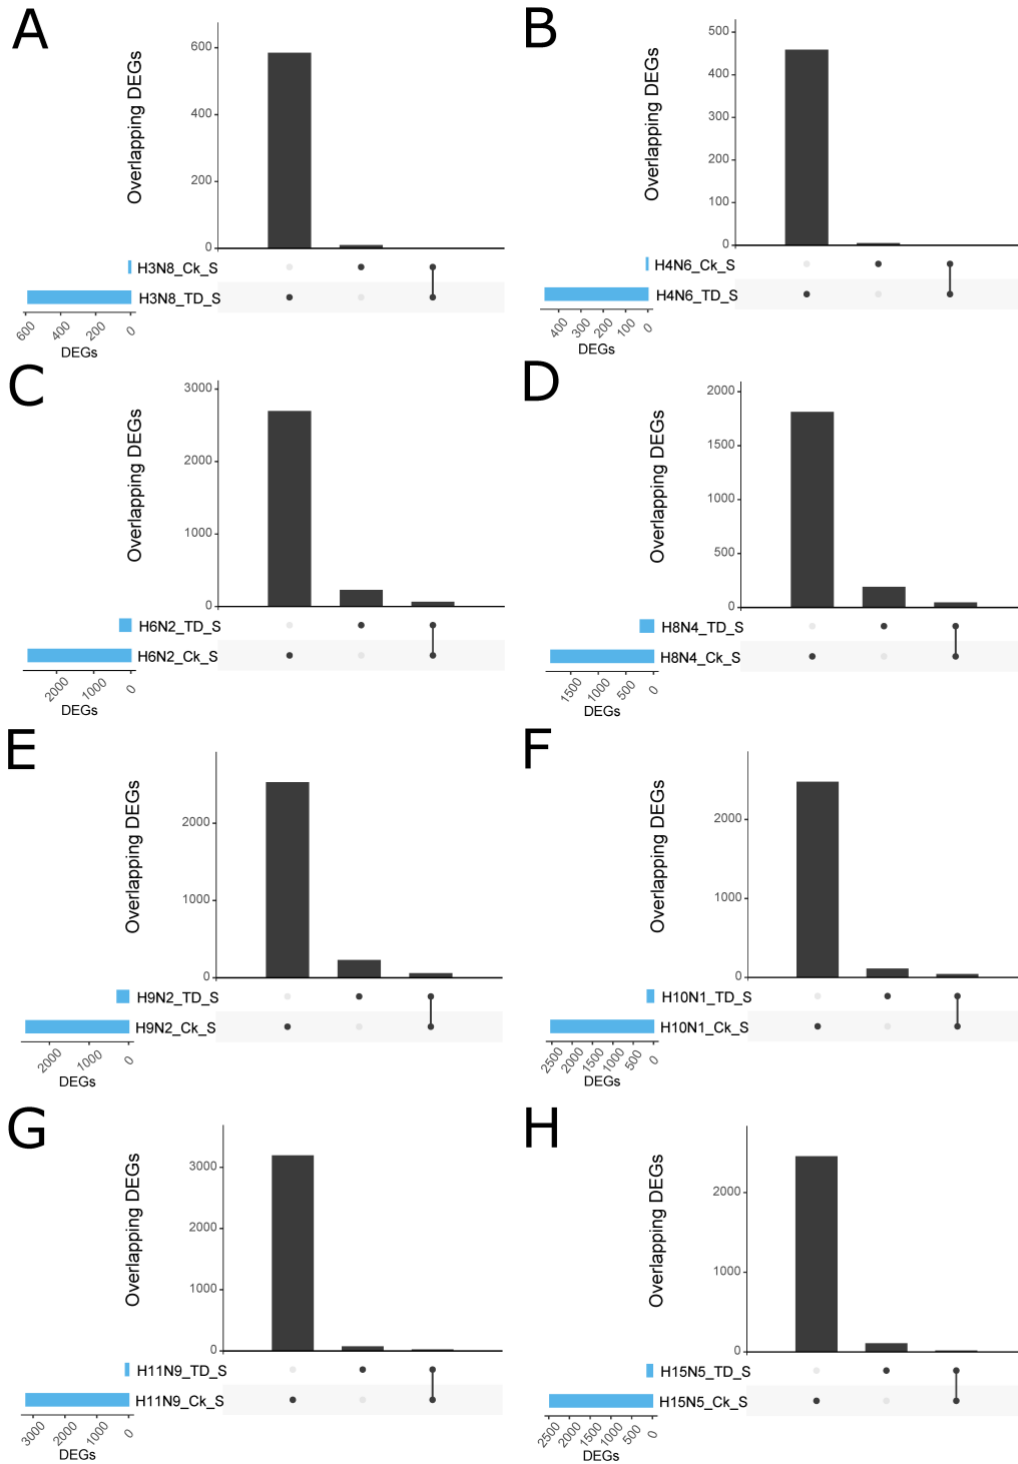 A
Overlapping DEGs
600
400
200
0
H3N8_Ck_S
H3N8_TD_S
600 400 200 0
DEGs
B
Overlapping DEGs
500
400
300
200
100
0
H4N6_Ck_S
H4N6_TD_S
400 300 200 100 0
DEGs
C
Overlapping DEGs
3000
2000
1000
0
H6N2_TD_S
H6N2_Ck_S
2000 1000 0
DEGs
D
Overlapping DEGs
2000
1500
1000
500
0
H8N4_TD_S
H8N4_Ck_S
1500 1000 500 0
DEGs
E
Overlapping DEGs
2000
1000
0
H9N2_TD_S
H9N2_Ck_S
2000 1000 0
DEGs
F
Overlapping DEGs
2000
1000
0
H10N1_TD_S
H10N1_Ck_S
2500 2000 1500 1000 500 0
DEGs
G
Overlapping DEGs
3000
2000
1000
0
H11N9_TD_S
H11N9_Ck_S
3000 2000 1000 0
DEGs
H
Overlapping DEGs
2000
1000
0
H15N5_TD_S
H15N5_Ck_S
2500 2000 1500 1000 500 0
DEGs